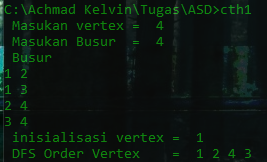 C:\Achmad Kelvin\Tugas\ASD>cth1
Masukan vertex = 4
Masukan Busur = 4
Busur
1 2
1 3
2 4
3 4
inisialisasi vertex = 1
DFS Order Vertex = 1 2 4 3